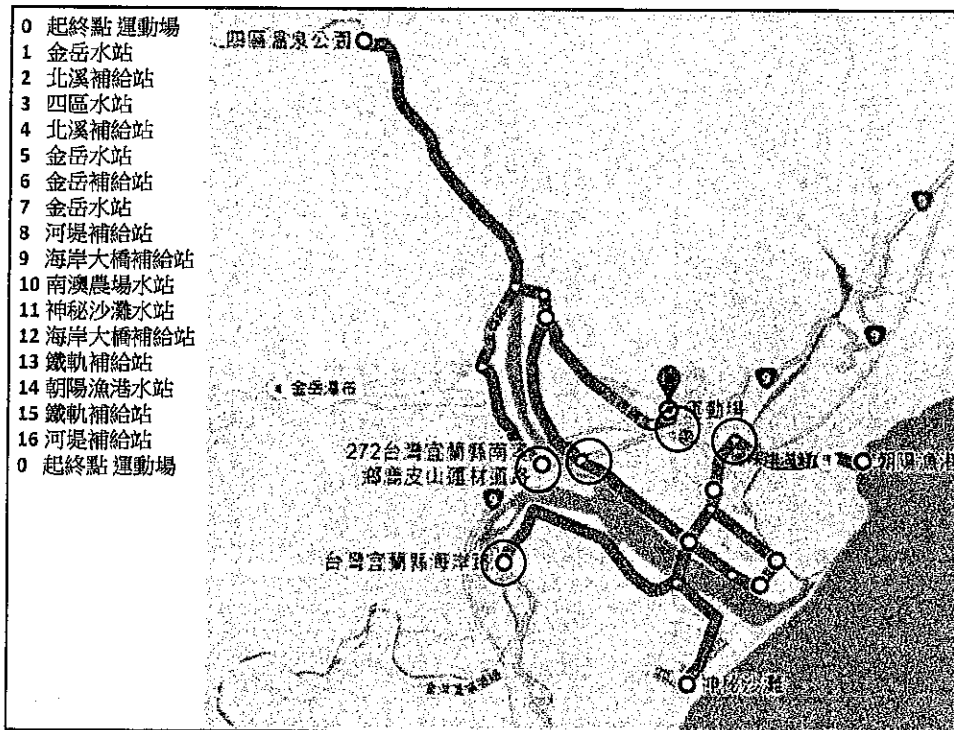 0 起終點 運動場
1 金岳水站
2 北溪補給站
3 四區水站
4 北溪補給站
5 金岳水站
6 金岳補給站
7 金岳水站
8 河堤補給站
9 海岸大橋補給站
10 南澳農場水站
11 神秘沙灘水站
12 海岸大橋補給站
13 鐵軌補給站
14 朝陽漁港水站
15 鐵軌補給站
16 河堤補給站
0 起終點 運動場
四區溫泉公園
9
9
9
金岳瀑布
運動場
272台灣宜蘭縣南澳
鄉鹿皮山運材道路
朝陽漁港
9
台灣宜蘭縣海岸路
神秘沙灘